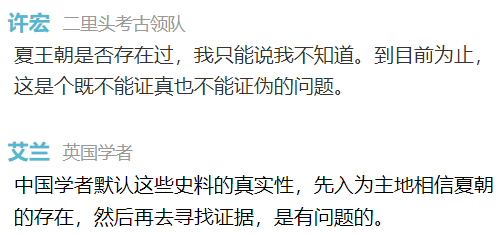 许宏 二里头考古领队
夏王朝是否存在过，我只能说我不知道。到目前为止，
这是个既不能证真也不能证伪的问题。
艾兰 英国学者
中国学者默认这些史料的真实性，先入为主地相信夏朝
的存在，然后再去寻找证据，是有问题的。